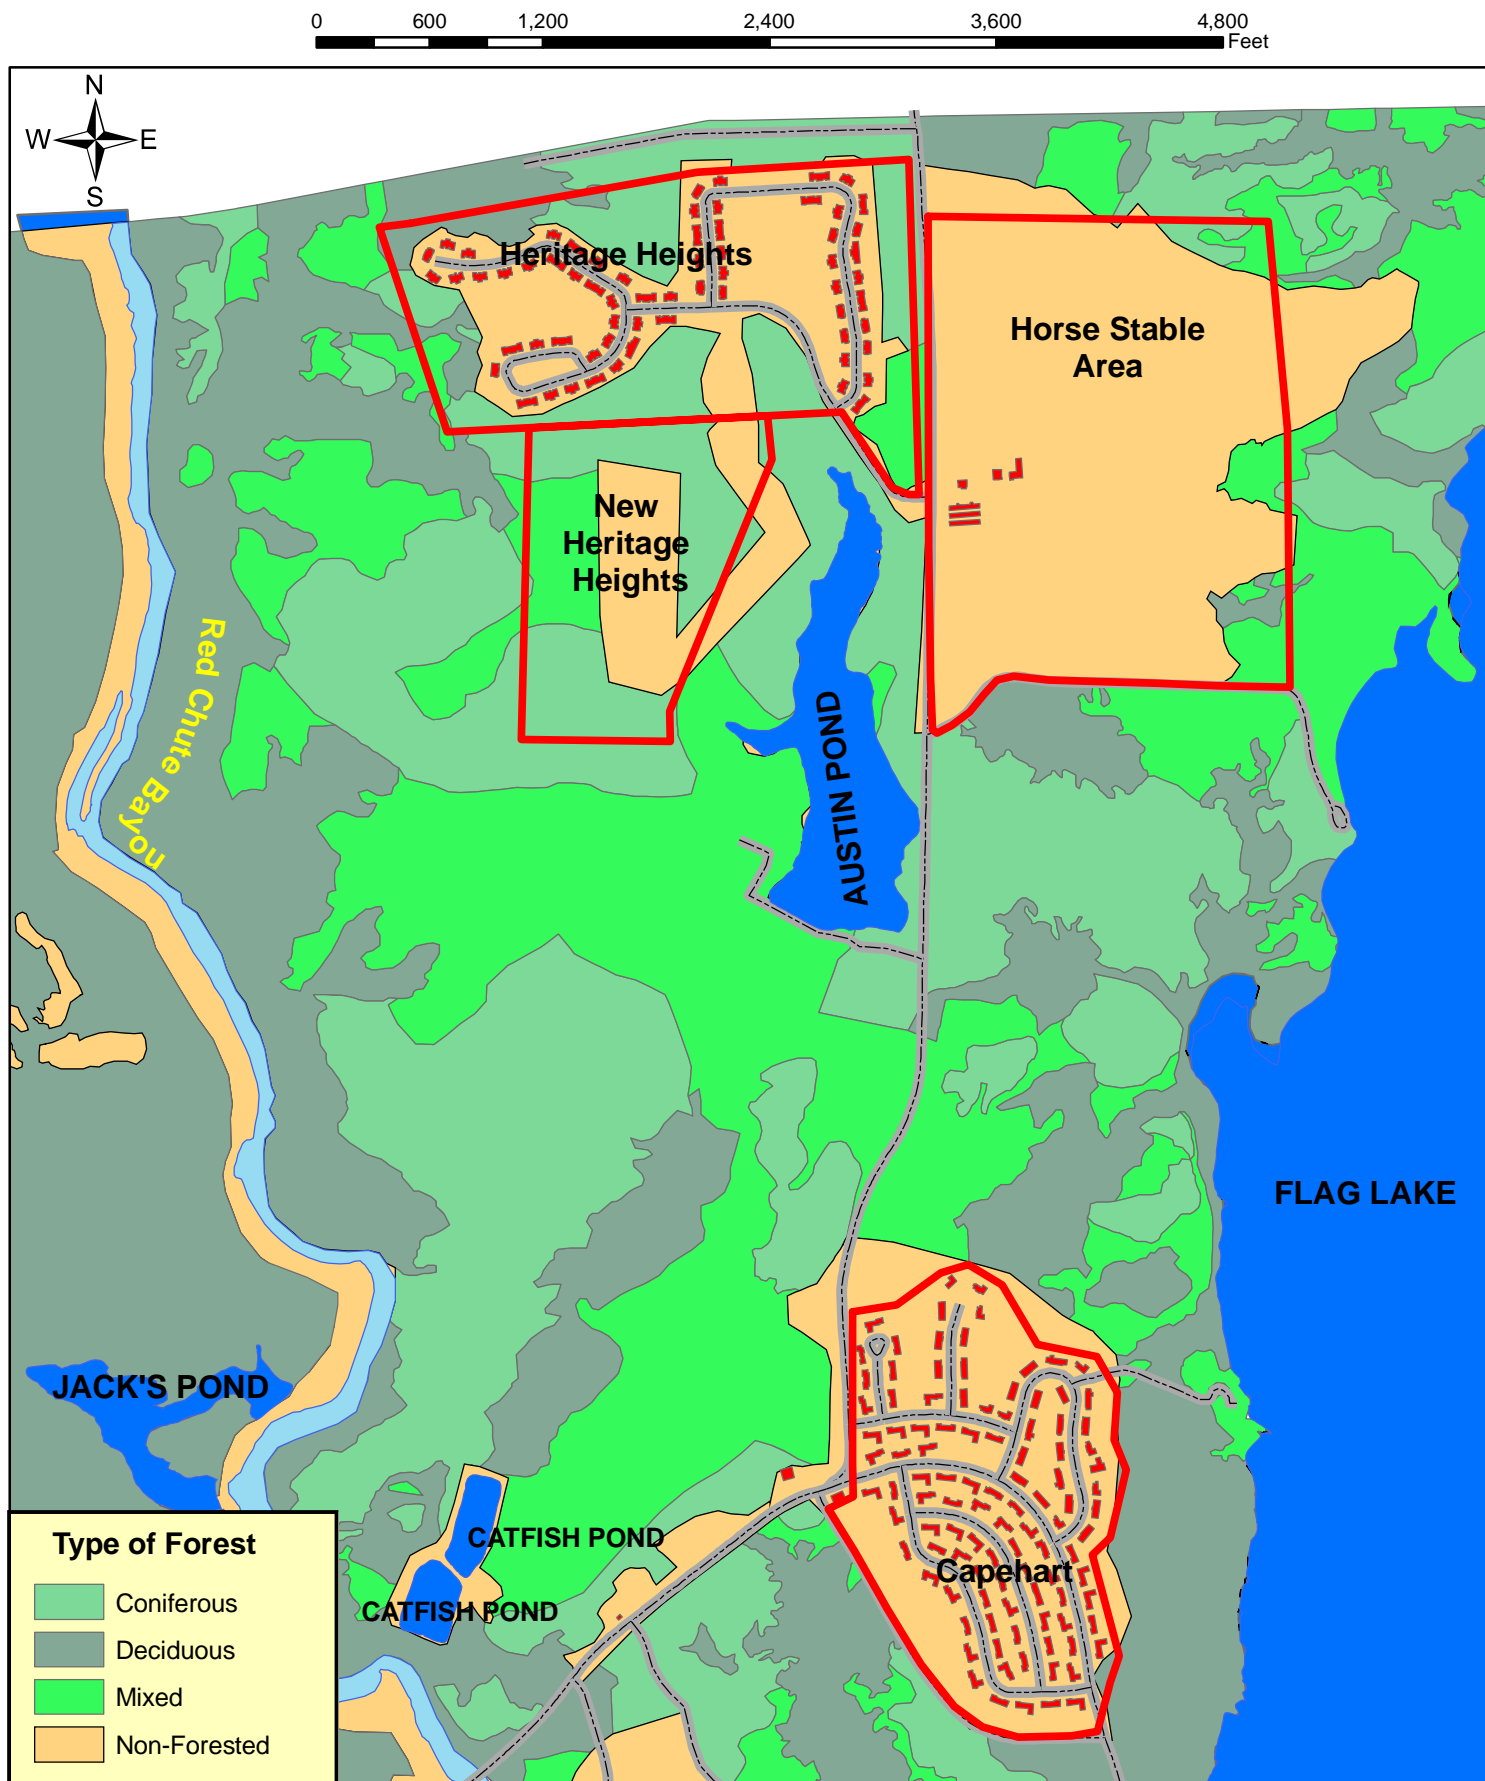 0 600 1,200 2,400 3,600 4,800
Feet
N
W E
S
Heritage Heights
Horse Stable
Area
New
Heritage
Heights
Red Chute Bayou
AUSTIN POND
FLAG LAKE
JACK'S POND
CATFISH POND
Capehart
CATFISH POND
Type of Forest
Coniferous
Deciduous
Mixed
Non-Forested